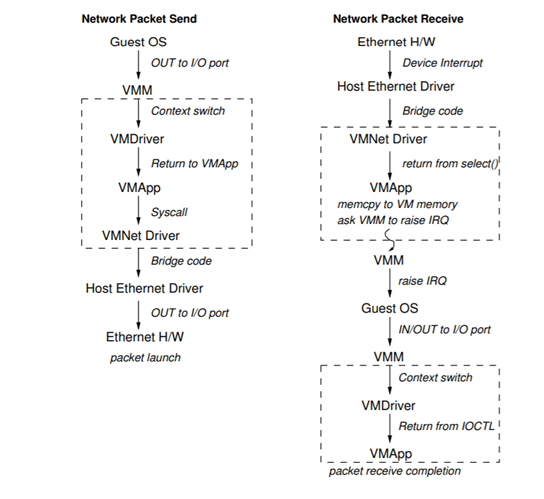 Network Packet Send
Guest OS
OUT to I/O port
VMM
Context switch
VMDriver
Return to VMApp
VMApp
Syscall
VMNet Driver
Bridge code
Host Ethernet Driver
OUT to I/O port
Ethernet H/W
packet launch
Network Packet Receive
Ethernet H/W
Device Interrupt
Host Ethernet Driver
Bridge code
VMNet Driver
return from select()
VMApp
memcpy to VM memory
ask VMM to raise IRQ
VMM
raise IRQ
Guest OS
IN/OUT to I/O port
VMM
Context switch
VMDriver
Return from IOCTL
VMApp
packet receive completion